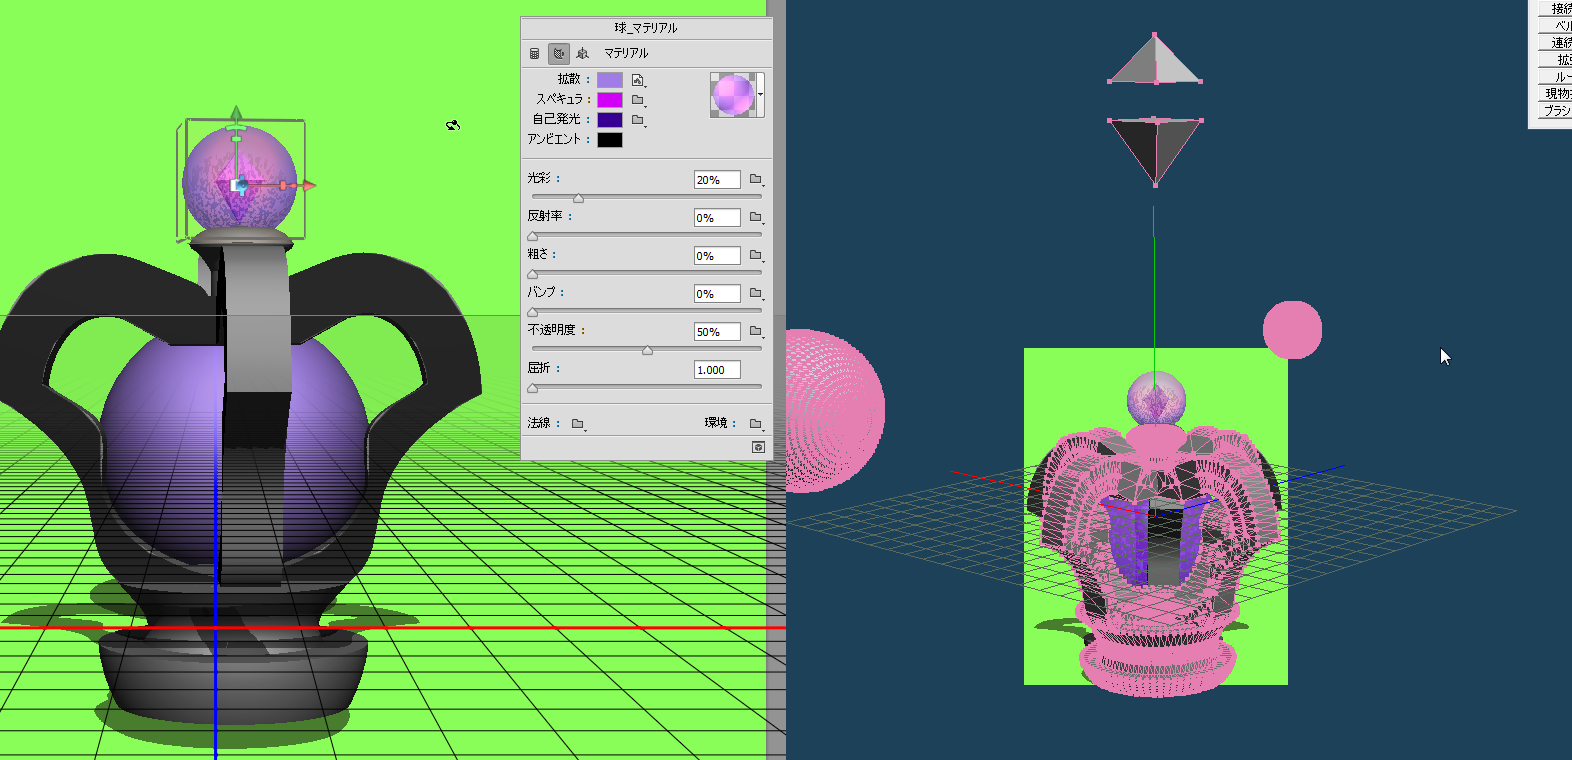 球_マテリアル
マテリアル
拡散 :
スペキュラ :
自己発光 :
アンビエント :
光彩 : 20%
反射率 : 0%
粗さ : 0%
バンプ : 0%
不透明度 : 50%
屈折 : 1.000
法線 : 環境 :
接続
ベル
連続
拡張
ルー
現物
ブラシ